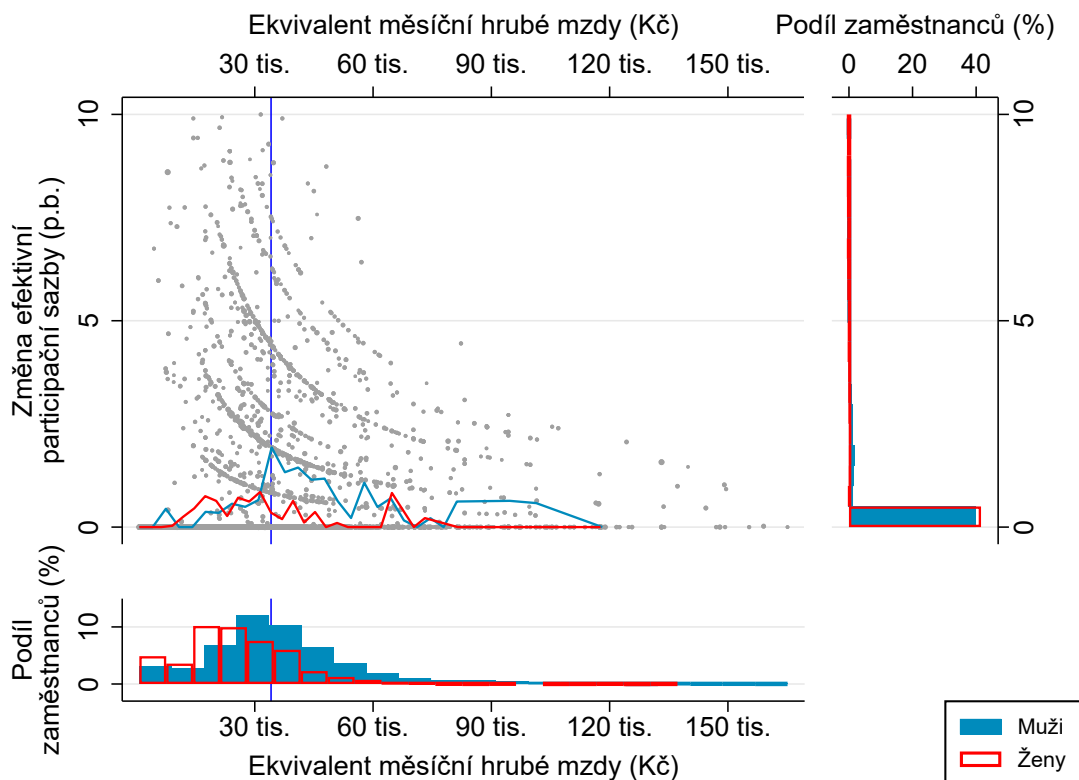 Ekvivalent měsíční hrubé mzdy (Kč)
30 tis. 60 tis. 90 tis. 120 tis. 150 tis.
Podíl zaměstnanců (%)
0 20 40
Změna efektivní
participační sazby (p.b.)
10
5
0
10
5
0
Podíl
zaměstnanců (%)
10
0
30 tis. 60 tis. 90 tis. 120 tis. 150 tis.
Ekvivalent měsíční hrubé mzdy (Kč)
Muži
Ženy